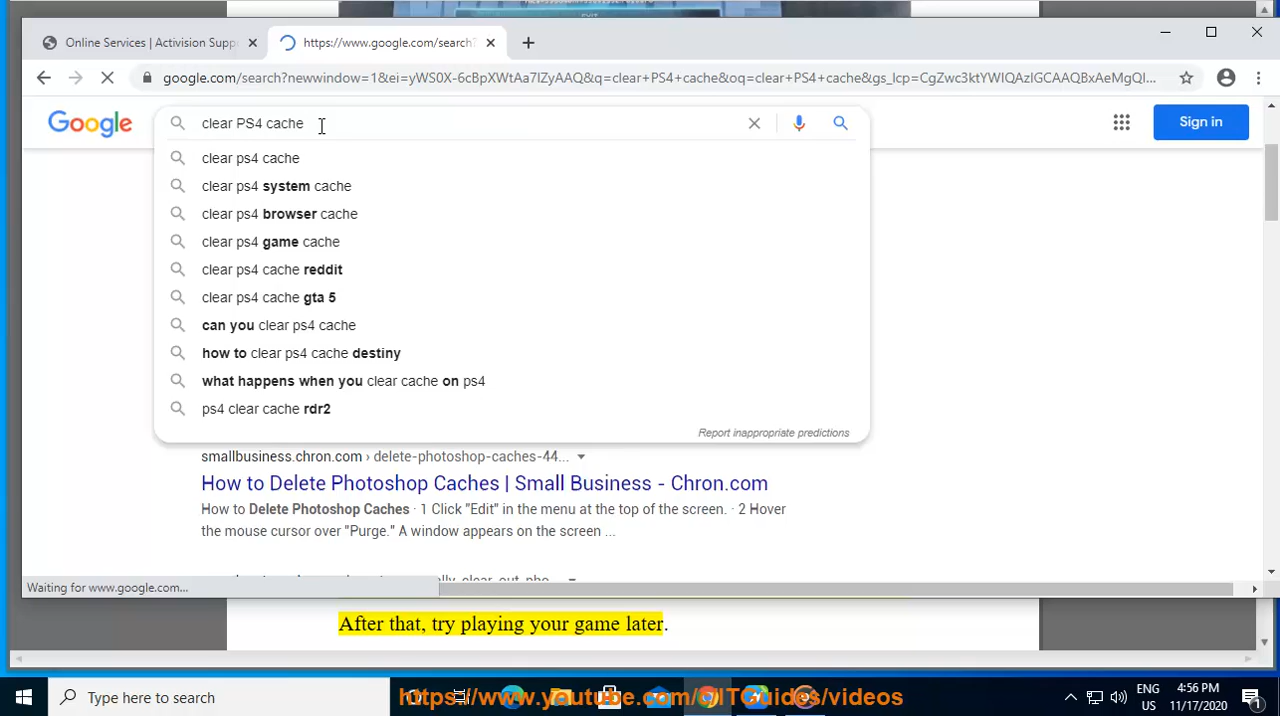 EXIT
Online Services | Activision Supp
https://www.google.com/search?
google.com/search?newwindow=1&ei=yWS0X-6cBpXWtAa7lZyAAQ&q=clear+PS4+cache&oq=clear+PS4+cache&gs_lcp=CgZwc3ktYWIQAzIGCAAQBxAeMgQI...
Google
clear PS4 cache
Sign in
clear ps4 cache
clear ps4 system cache
clear ps4 browser cache
clear ps4 game cache
clear ps4 cache reddit
clear ps4 cache gta 5
can you clear ps4 cache
how to clear ps4 cache destiny
what happens when you clear cache on ps4
ps4 clear cache rdr2
Report inappropriate predictions
smallbusiness.chron.com › delete-photoshop-caches-44...
How to Delete Photoshop Caches | Small Business - Chron.com
How to Delete Photoshop Caches · 1 Click "Edit" in the menu at the top of the screen. · 2 Hover
the mouse cursor over "Purge." A window appears on the screen ...
Waiting for www.google.com...
After that, try playing your game later.
Type here to search
https://www.youtube.com/c/ITGuides/videos
ENG
US
4:56 PM
11/17/2020
1